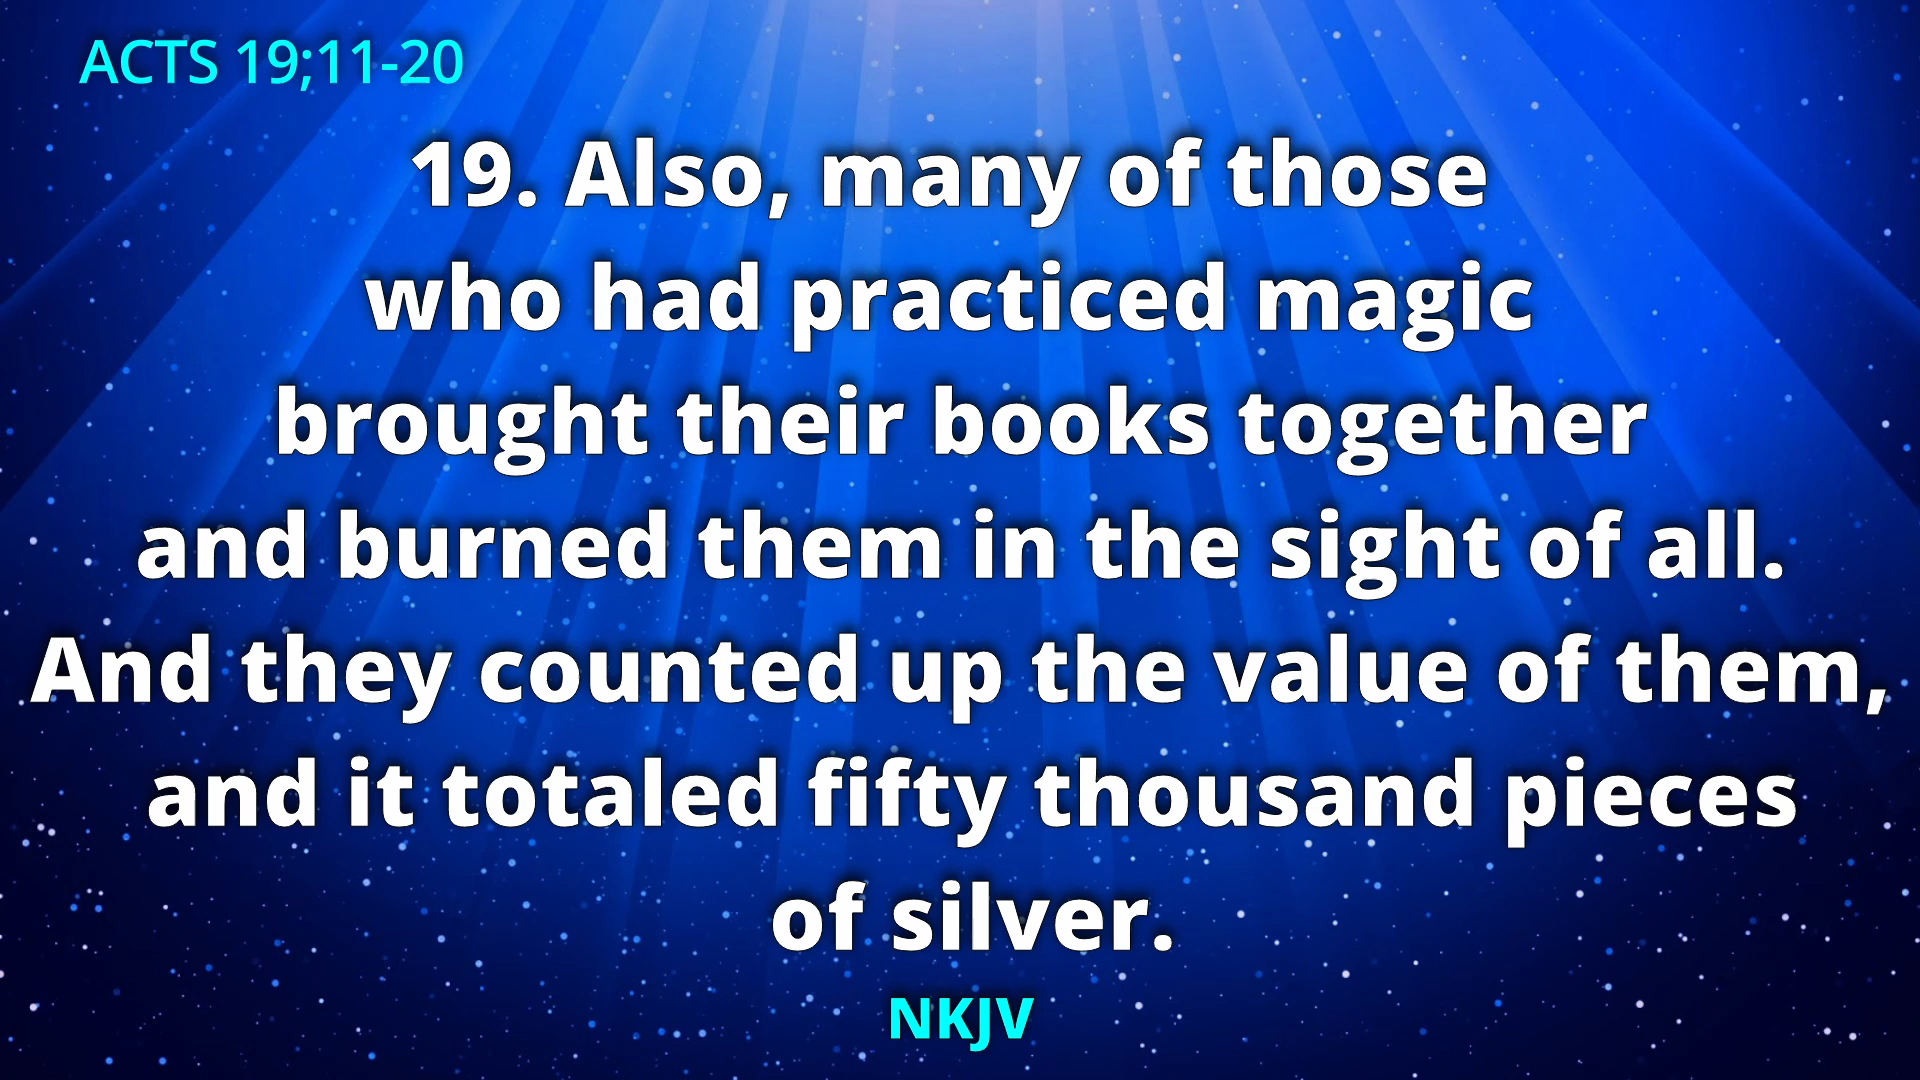 ACTS 19;11-20
19. Also, many of those
who had practiced magic
brought their books together
and burned them in the sight of all.
And they counted up the value of them,
and it totaled fifty thousand pieces
of silver.
NKJV